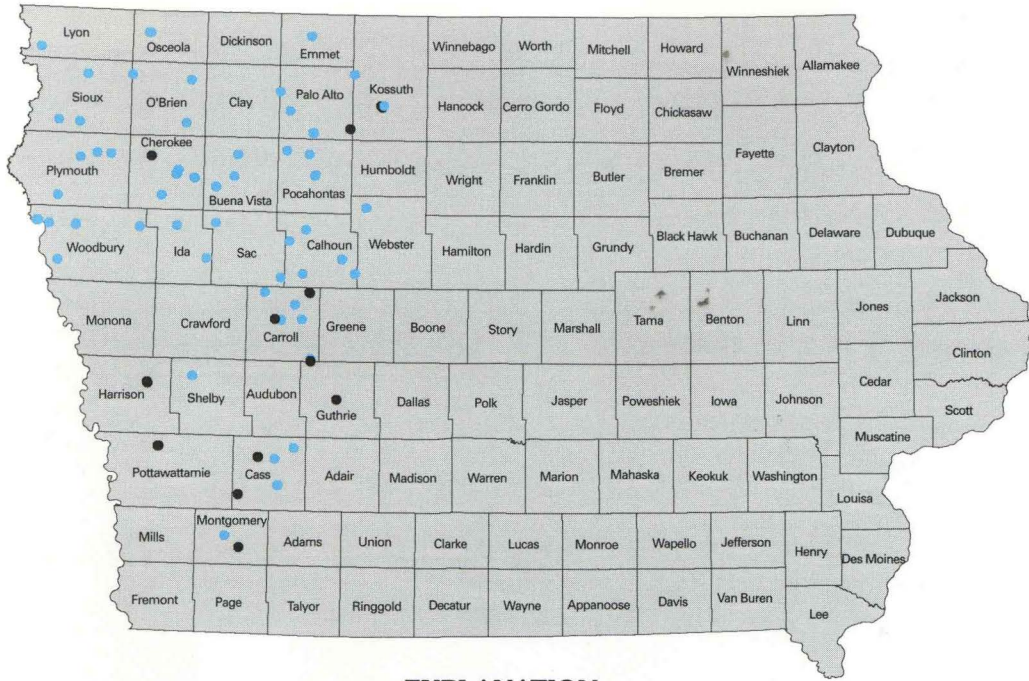 Lyon Osceola Dickinson Emmet Winnebago Worth Mitchell Howard Winneshiek Allamakee
Sioux O'Brien Clay Palo Alto Kossuth Hancock Cerro Gordo Floyd Chickasaw
Plymouth Cherokee Buena Vista Pocahontas Humboldt Wright Franklin Butler Bremer Fayette Clayton
Woodbury Ida Sac Calhoun Webster Hamilton Hardin Grundy Black Hawk Buchanan Delaware Dubuque
Monona Crawford Carroll Greene Boone Story Marshall Tama Benton Linn Jones Jackson
Clinton
Harrison Shelby Audubon Guthrie Dallas Polk Jasper Poweshiek Iowa Johnson Cedar Scott
Muscatine
Pottawattamie Cass Adair Madison Warren Marion Mahaska Keokuk Washington Louisa
Mills Montgomery Adams Union Clarke Lucas Monroe Wapello Jefferson Henry Des Moines
Fremont Page Talyor Ringgold Decatur Wayne Appanoose Davis Van Buren Lee